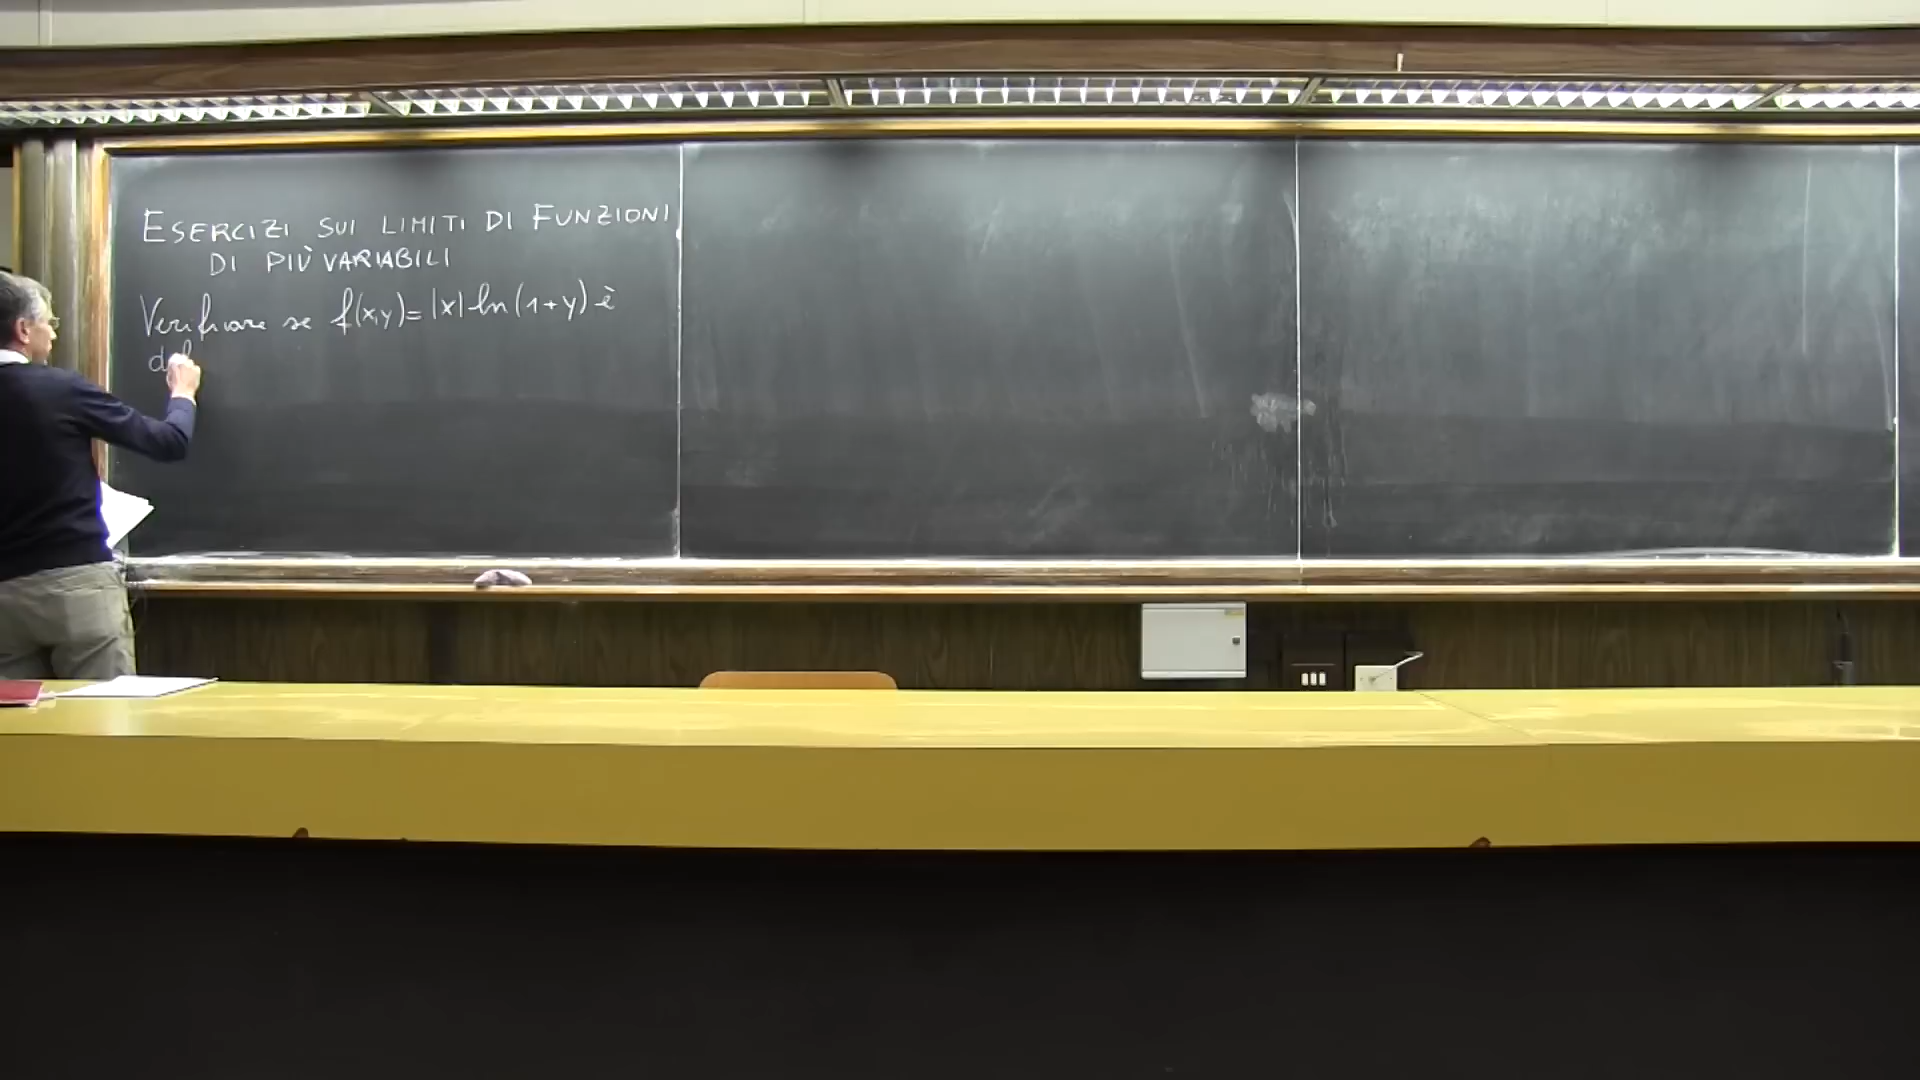 ESERCIZI SUI LIMITI DI FUNZIONI
DI PIÙ VARIABILI
Verificare se f(x,y)=|x| ln(1+y) è